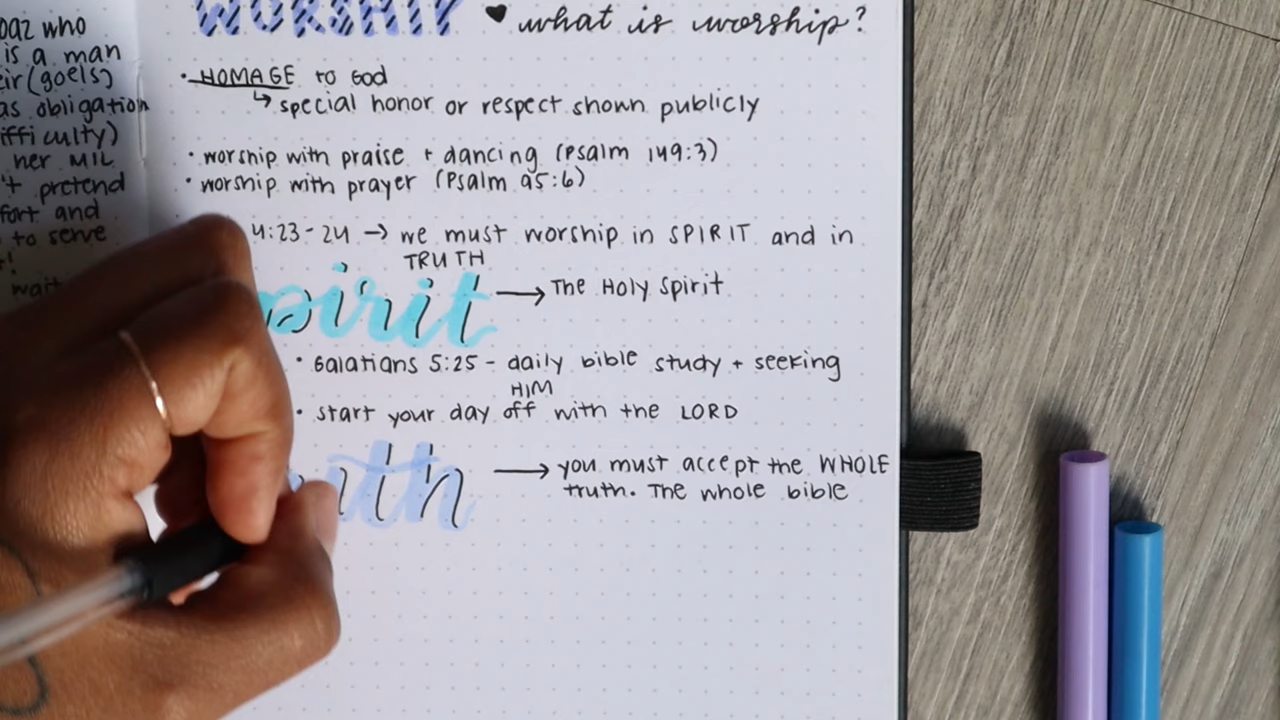 oaz who
is a man
eir (goels)
as obligation
ifficulty)
her MIL
't pretend
fort and
to serve
wait
WORSHIP ♥ what is worship?
• HOMAGE to God
↳ special honor or respect shown publicly
• worship with praise + dancing (Psalm 149:3)
• worship with prayer (Psalm 95:6)
4:23-24 → we must worship in SPIRIT and in
TRUTH
pirit → The Holy Spirit
• Galatians 5:25 - daily bible study + seeking
HIM
• start your day off with the LORD
uth → you must accept the WHOLE
truth. The whole bible